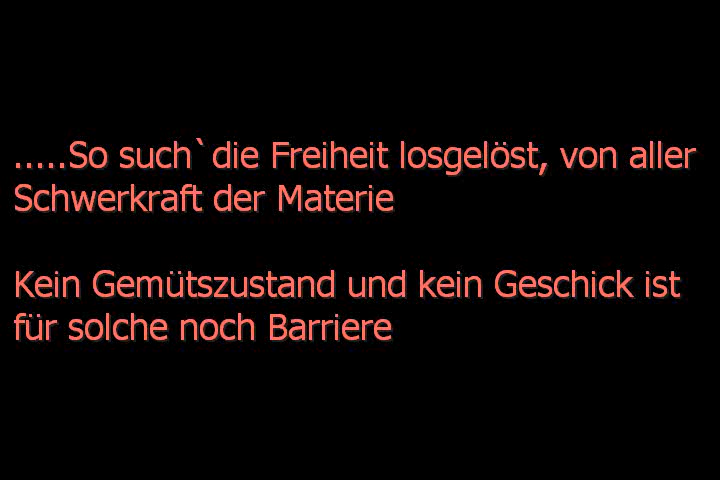 .....So such`die Freiheit losgelöst, von aller
Schwerkraft der Materie
Kein Gemütszustand und kein Geschick ist
für solche noch Barriere